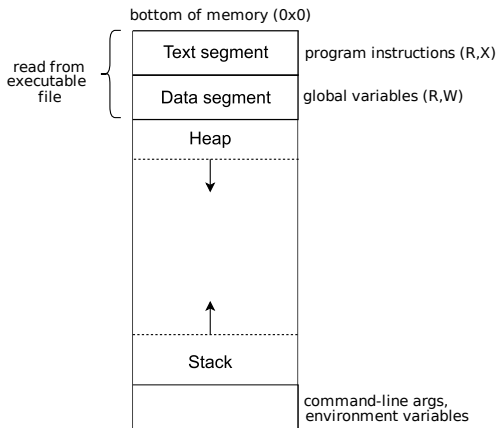 bottom of memory (0x0)
Text segment
program instructions (R,X)
read from
executable
file
Data segment
global variables (R,W)
Heap
Stack
command-line args,
environment variables